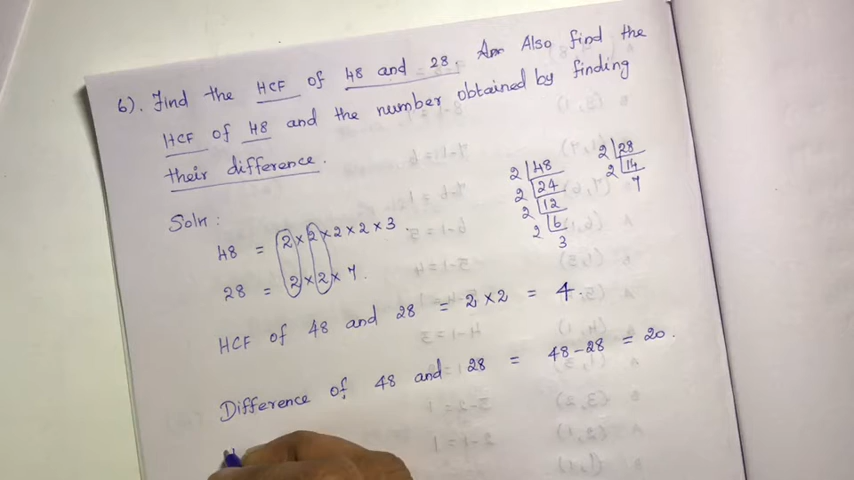 6). Find the HCF of 48 and 28. Also find the
HCF of 48 and the number obtained by finding
their difference.
Soln :
2 | 48
2 | 24
2 | 12
2 | 6
3
2 | 28
2 | 14
7
48 = 2 × 2 × 2 × 2 × 3.
28 = 2 × 2 × 7.
HCF of 48 and 28 = 2 × 2 = 4.
Difference of 48 and 28 = 48 - 28 = 20.